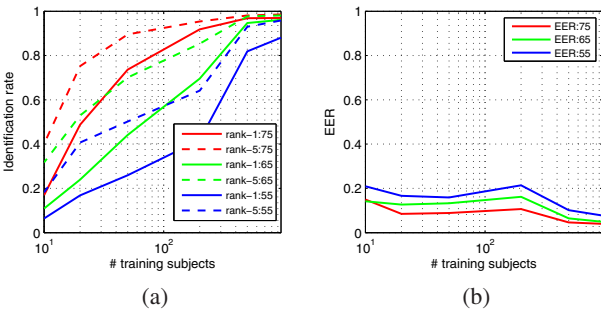 1
0.8
0.6
0.4
0.2
0
Identification rate
10^1
10^2
# training subjects
rank-1:75
rank-5:75
rank-1:65
rank-5:65
rank-1:55
rank-5:55
(a)
1
0.8
0.6
0.4
0.2
0
EER
10^1
10^2
# training subjects
EER:75
EER:65
EER:55
(b)